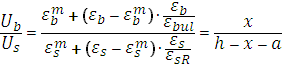 U_b/U_s = (ε_b^m + (ε_b − ε_b^m) · ε_b/ε_bul) / (ε_s^m + (ε_s − ε_s^m) · ε_s/ε_sR) = x/(h − x − a)